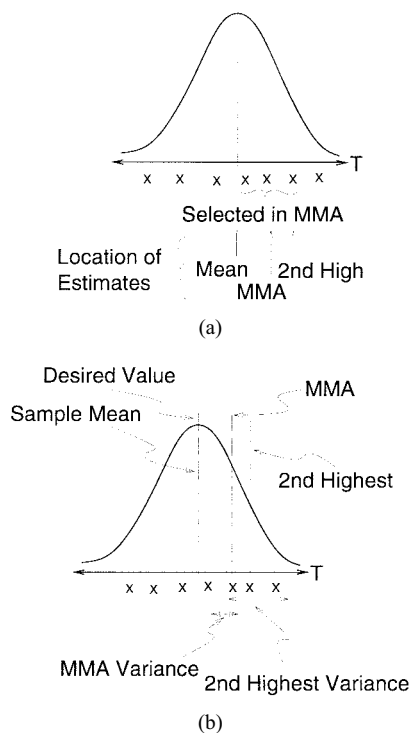 T
x x x x x x x
Selected in MMA
Location of
Estimates
Mean
2nd High
MMA
(a)
Desired Value
MMA
Sample Mean
2nd Highest
T
x x x x x x x
MMA Variance
2nd Highest Variance
(b)